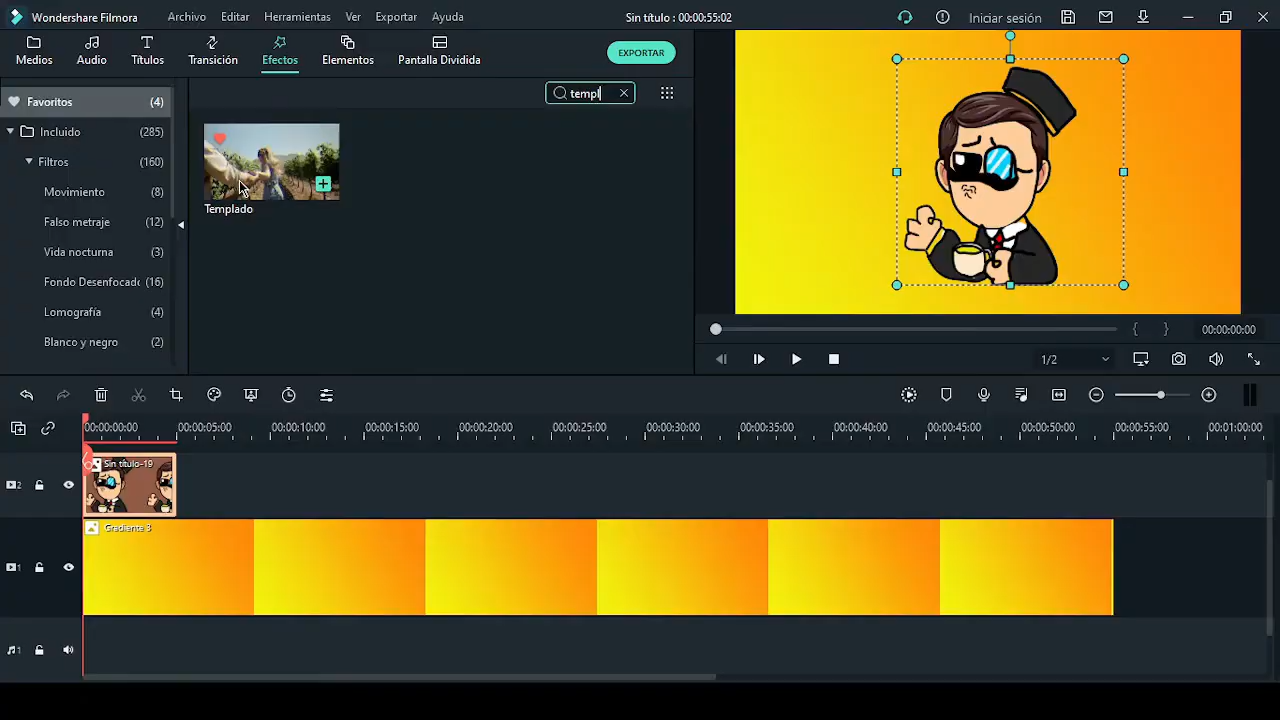 Wondershare Filmora Archivo Editar Herramientas Ver Exportar Ayuda Sin título : 00:00:55:02 Iniciar sesión
Medios Audio Títulos Transición Efectos Elementos Pantalla Dividida EXPORTAR
Favoritos (4)
templ
Incluido (285)
Filtros (160)
Movimiento (8)
Falso metraje (12)
Vida nocturna (3)
Fondo Desenfocado (16)
Lomografía (4)
Blanco y negro (2)
Templado
00:00:00:00
1/2
00:00:00:00 00:00:05:00 00:00:10:00 00:00:15:00 00:00:20:00 00:00:25:00 00:00:30:00 00:00:35:00 00:00:40:00 00:00:45:00 00:00:50:00 00:00:55:00 00:01:00:00
2
Sin título-19
1
Gradiente 3
1